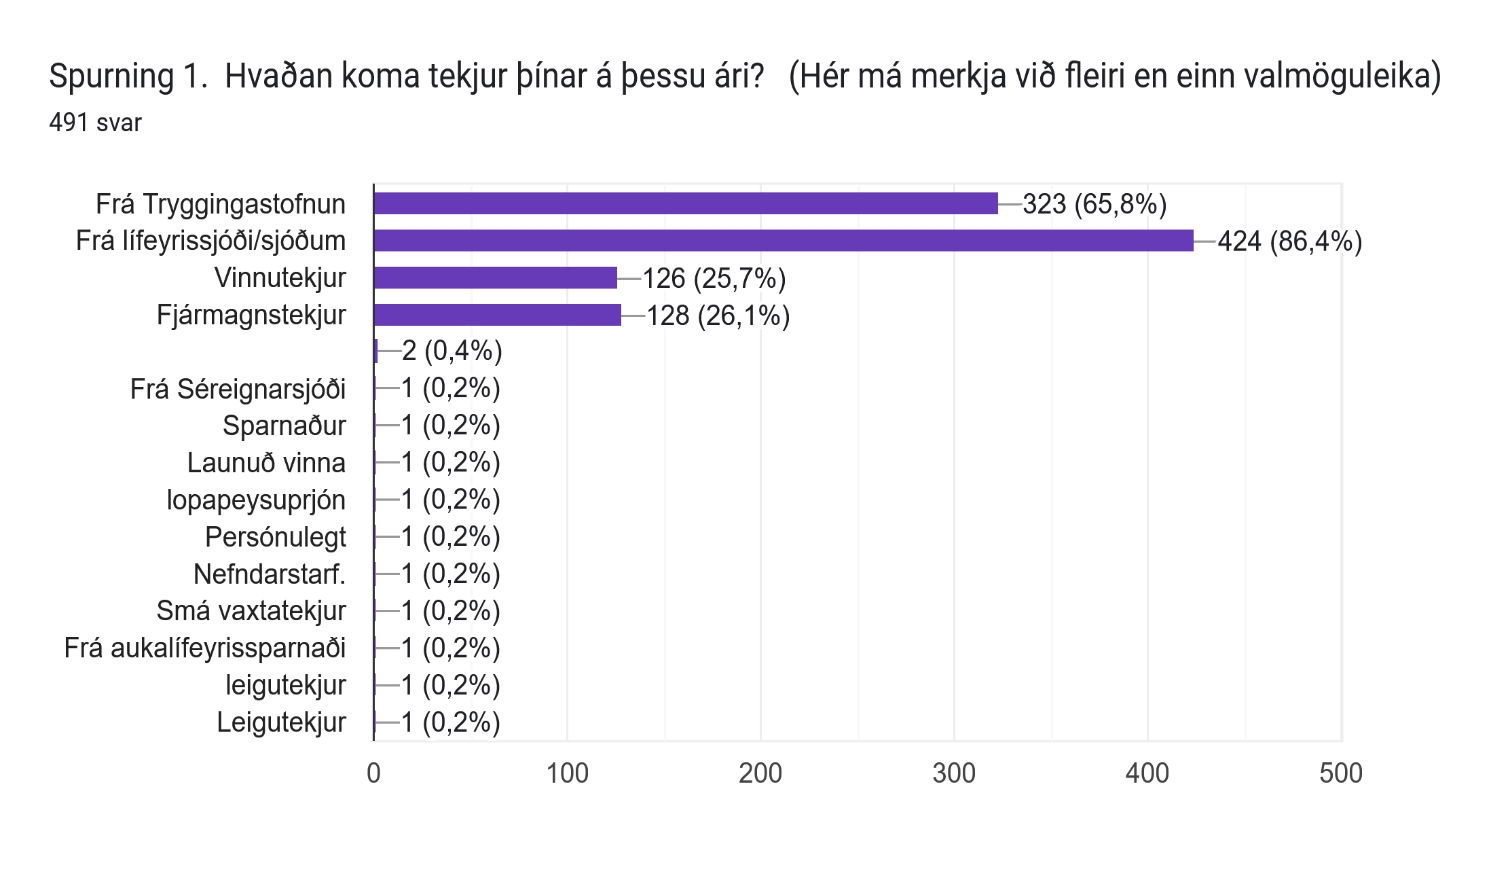 Spurning 1.  Hvaðan koma tekjur þínar á þessu ári?   (Hér má merkja við fleiri en einn valmöguleika)
491 svar
Frá Tryggingastofnun 323 (65,8%)
Frá lífeyrissjóði/sjóðum 424 (86,4%)
Vinnutekjur 126 (25,7%)
Fjármagnstekjur 128 (26,1%)
2 (0,4%)
Frá Séreignarsjóði 1 (0,2%)
Sparnaður 1 (0,2%)
Launuð vinna 1 (0,2%)
lopapeysuprjón 1 (0,2%)
Persónulegt 1 (0,2%)
Nefndarstarf. 1 (0,2%)
Smá vaxtatekjur 1 (0,2%)
Frá aukalífeyrissparnaði 1 (0,2%)
leigutekjur 1 (0,2%)
Leigutekjur 1 (0,2%)
0 100 200 300 400 500